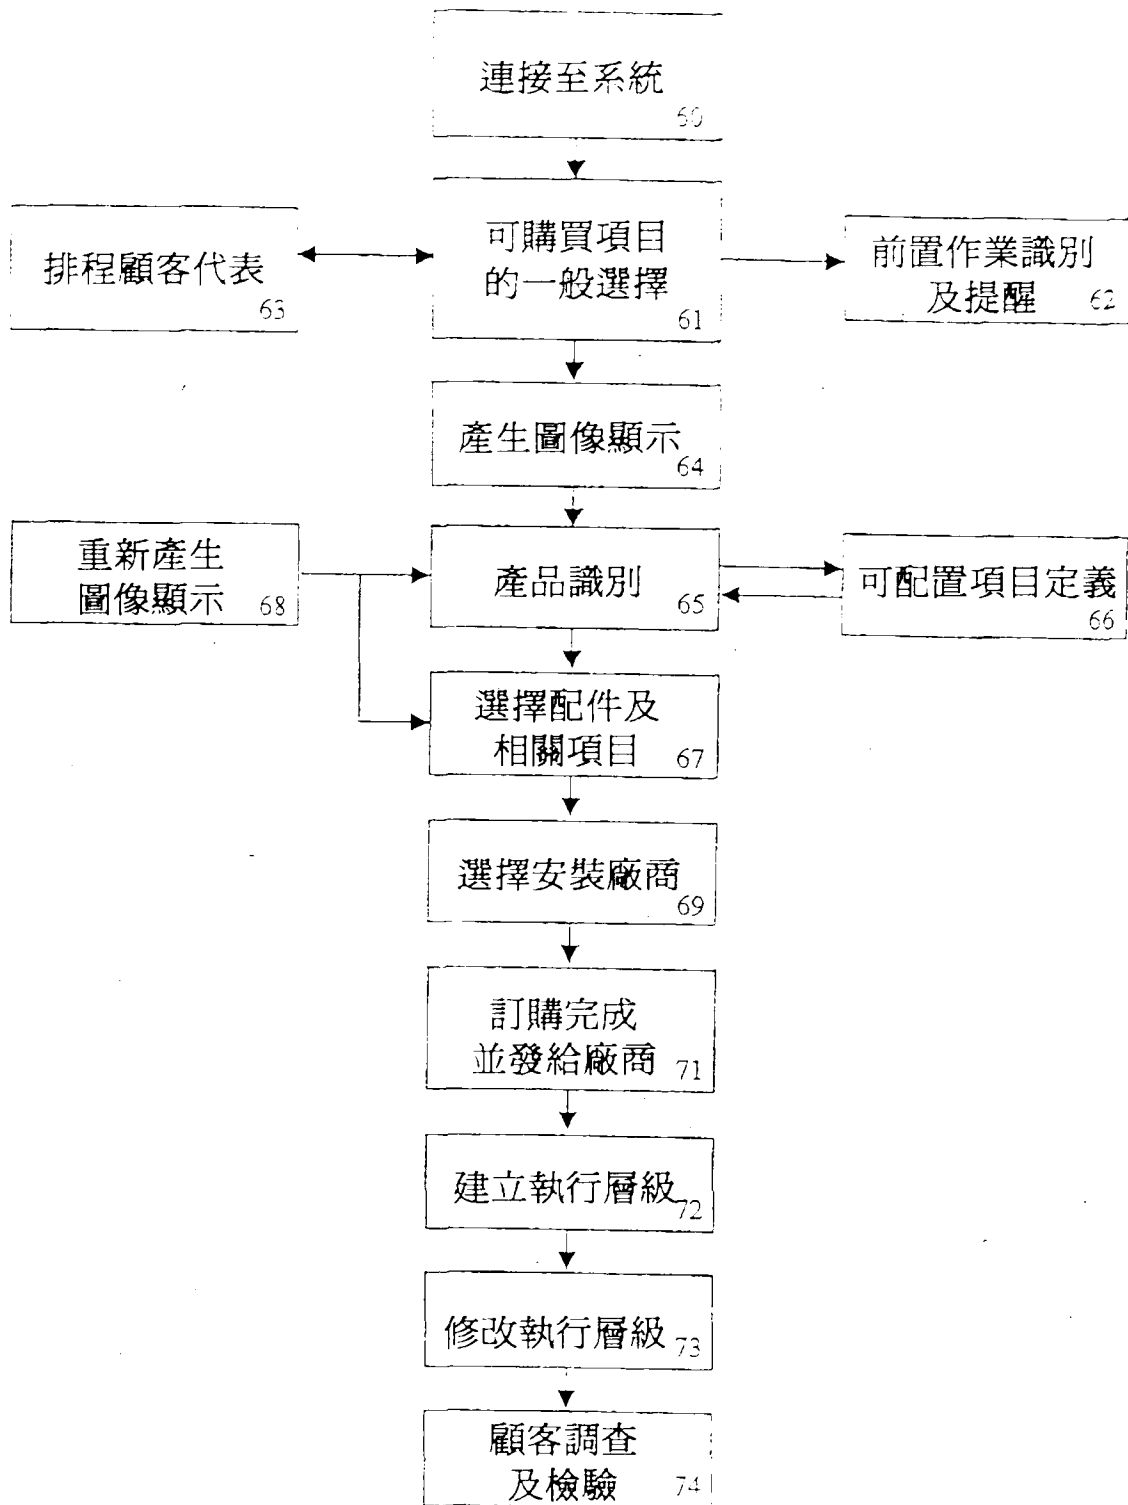 連接至系統
60
排程顧客代表
63
可購買項目
的一般選擇
61
前置作業識別
及提醒 62
產生圖像顯示
64
重新產生
圖像顯示 68
產品識別
65
可配置項目定義
66
選擇配件及
相關項目 67
選擇安裝廠商
69
訂購完成
並發給廠商 71
建立執行層級
72
修改執行層級 73
顧客調查
及檢驗 74